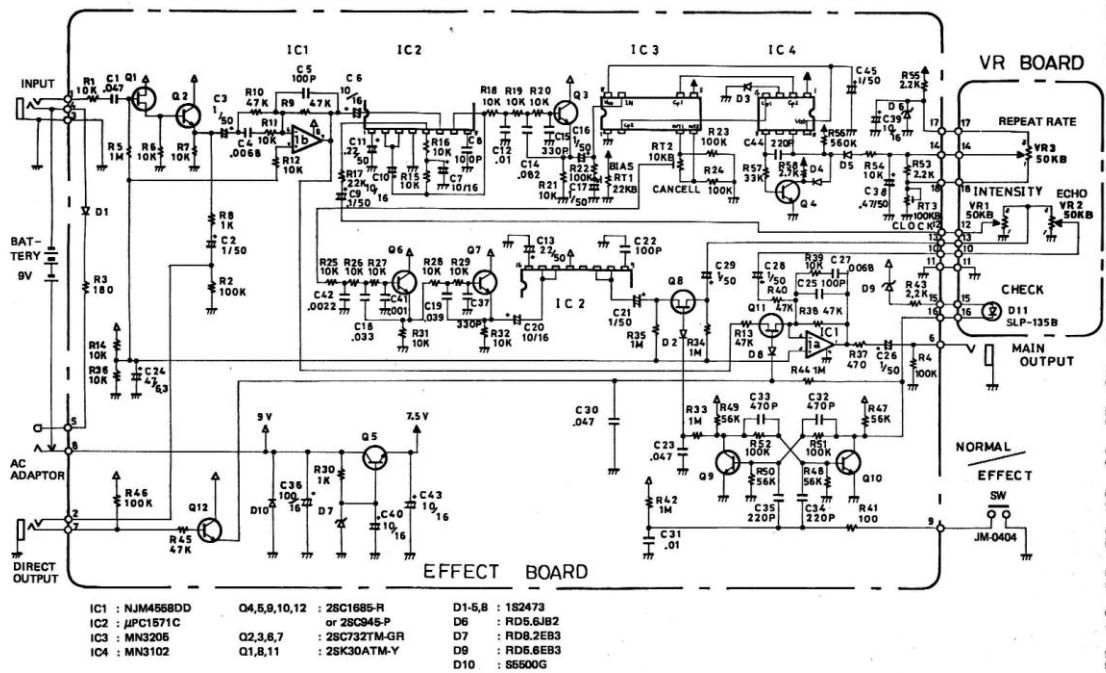 INPUT
R1
10K
C1
.047
Q1
Q2
C3
1/50
R10
47K
C5
100P
R9
47K
R11
10K
C4
.0068
IC1
1b
R12
10K
R5
1M
R6
10K
R7
10K
C6
10/16
IC2
R18
10K
R19
10K
R20
10K
Q3
C11
.22/50
R16
10K
C8
100P
C10
10/16
R15
10K
C7
10/16
R17
22K
C9
.1/50
C12
.01
C15
330P
C14
.082
C16
1/50
R21
10K
R22
100K
C17
1/50
BIAS
RT1
22KB
IC3
IN
CP2
CP1
OUT1
OUT2
RT2
10KB
CANCELL
R23
100K
R24
100K
IC4
D3
C45
1/50
C44
220P
R57
33K
R58
2.7K
D4
Q4
R56
560K
D5
R54
10K
C38
.47/50
R55
2.2K
D6
C39
10/16
R53
2.2K
RT3
100KB
CLOCK
VR BOARD
REPEAT RATE
VR3
50KB
INTENSITY
VR1
50KB
ECHO
VR2
50KB
CHECK
D11
SLP-135B
D9
R43
2.2K
MAIN
OUTPUT
D1
R8
1K
C2
1/50
R2
100K
BAT-
TERY
9V
R3
180
R14
10K
R36
10K
C24
47/6.3
R25
10K
R26
10K
R27
10K
Q6
R28
10K
R29
10K
Q7
C42
.0022
C41
.001
C18
.033
R31
10K
C19
.039
C37
330P
R32
10K
C20
10/16
C13
22/50
IC2
C22
100P
C21
1/50
R35
1M
Q8
D2
R34
1M
C29
1/50
C28
1/50
Q11
R40
47K
R39
10K
C27
.0068
C25
100P
R38 47K
R13
47K
D8
IC1
1a
R37
470
C26
1/50
R4
100K
R44 1M
AC
ADAPTOR
9V
Q5
7.5V
R30
1K
D10
C36
100/16
D7
C40
10/16
C43
10/16
C30
.047
R46
100K
Q12
R45
47K
DIRECT OUTPUT
R33
1M
C23
.047
R49
56K
C33
470P
C32
470P
R47
56K
R52
100K
R51
100K
Q9
R50
56K
R48
56K
Q10
C35
220P
C34
220P
R42
1M
C31
.01
R41
100
NORMAL
EFFECT
SW
JM-0404
EFFECT BOARD
IC1 : NJM4558DD
IC2 : μPC1571C
IC3 : MN3205
IC4 : MN3102
Q4,5,9,10,12 : 2SC1685-R
or 2SC945-P
Q2,3,6,7 : 2SC732TM-GR
Q1,8,11 : 2SK30ATM-Y
D1-5,8 : 1S2473
D6 : RD5.6JB2
D7 : RD8.2EB3
D9 : RD5.6EB3
D10 : S5500G